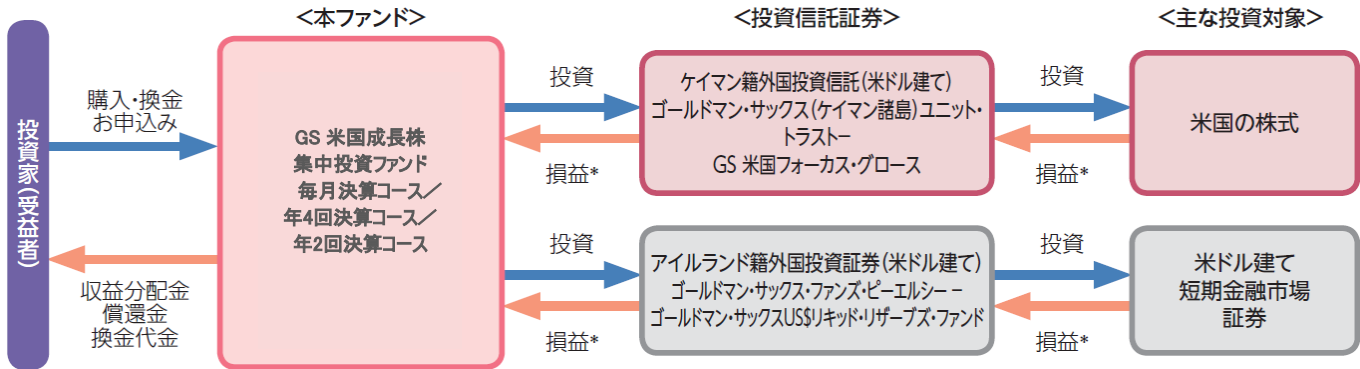 <本ファンド>
<投資信託証券>
<主な投資対象>
投資家(受益者)
購入・換金
お申込み
収益分配金
償還金
換金代金
GS 米国成長株
集中投資ファンド
毎月決算コース/
年4回決算コース/
年2回決算コース
投資
損益*
ケイマン籍外国投資信託(米ドル建て)
ゴールドマン・サックス(ケイマン諸島)ユニット・
トラストー
GS 米国フォーカス・グロース
投資
損益*
米国の株式
投資
損益*
アイルランド籍外国投資証券(米ドル建て)
ゴールドマン・サックス・ファンズ・ピーエルシー −
ゴールドマン・サックスUS$リキッド・リザーブズ・ファンド
投資
損益*
米ドル建て
短期金融市場
証券